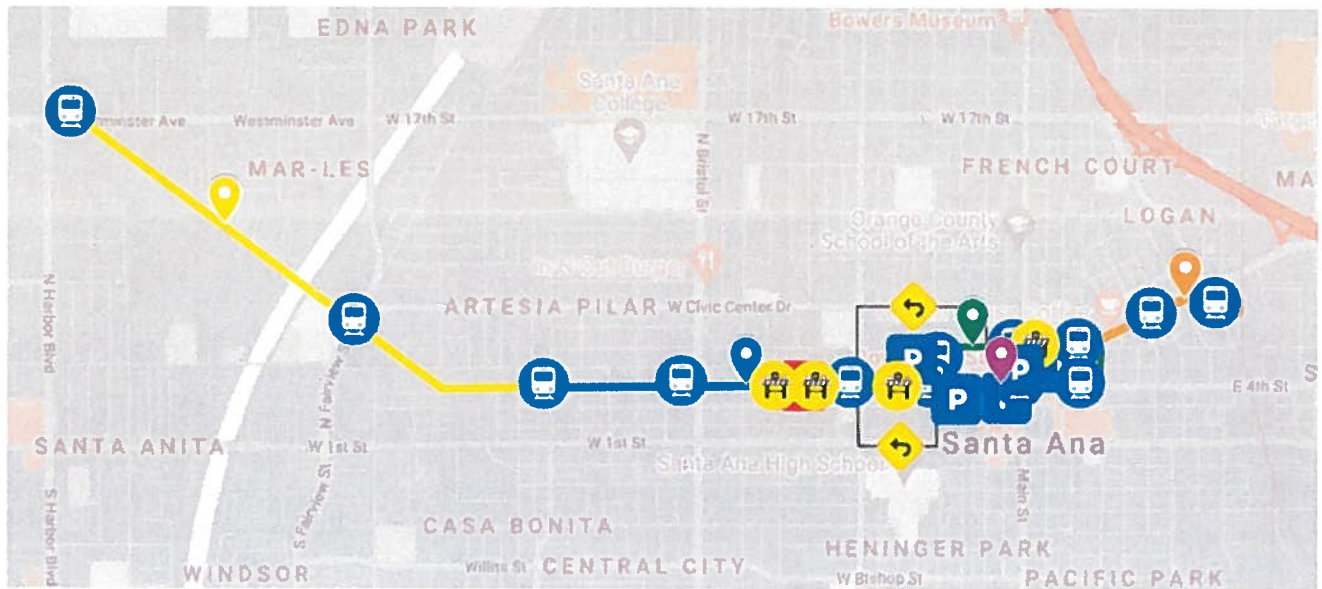 EDNA PARK
Bowers Museum
Santa Ana
College
minster Ave
Westminster Ave
W 17th St
W 17th St
W 17th St
MAR-LES
N Bristol St
FRENCH COURT
MA
LOGAN
Orange County
School of the Arts
N Harbor Blvd
ARTESIA PILAR
W Civic Center Dr
N Fairview S
P
P
P
E 4th St
S
SANTA ANITA
W 1st St
W 1st St
Santa Ana
Santa Ana High School
S Harbor Blvd
S Fairview St
Main St
CASA BONITA
HENINGER PARK
WINDSOR
Willits St
CENTRAL CITY
W Bishop St
PACIFIC PARK